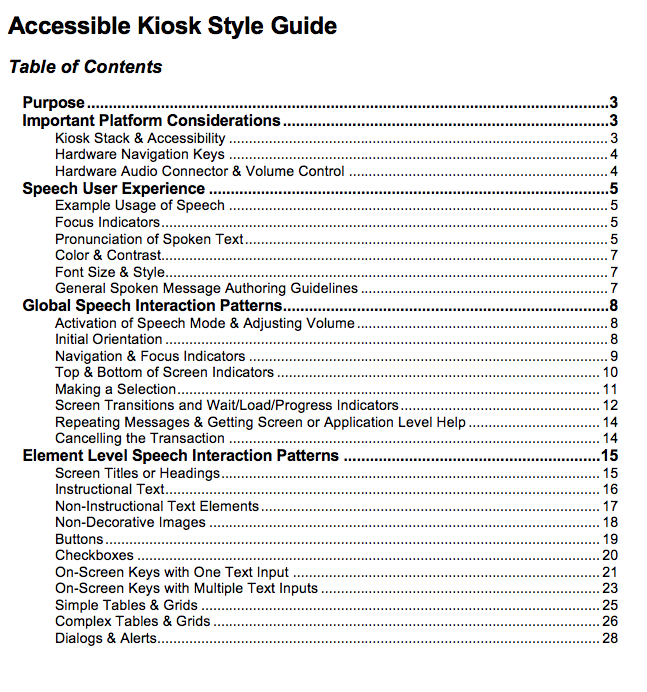 Accessible Kiosk Style Guide
Table of Contents
Purpose....................3
Important Platform Considerations....................3
Kiosk Stack & Accessibility ....................3
Hardware Navigation Keys ....................4
Hardware Audio Connector & Volume Control ....................4
Speech User Experience ....................5
Example Usage of Speech ....................5
Focus Indicators....................5
Pronunciation of Spoken Text....................5
Color & Contrast....................7
Font Size & Style....................7
General Spoken Message Authoring Guidelines ....................7
Global Speech Interaction Patterns....................8
Activation of Speech Mode & Adjusting Volume....................8
Initial Orientation ....................8
Navigation & Focus Indicators ....................9
Top & Bottom of Screen Indicators ....................10
Making a Selection....................11
Screen Transitions and Wait/Load/Progress Indicators....................12
Repeating Messages & Getting Screen or Application Level Help ....................14
Cancelling the Transaction ....................14
Element Level Speech Interaction Patterns ....................15
Screen Titles or Headings....................15
Instructional Text....................16
Non-Instructional Text Elements....................17
Non-Decorative Images ....................18
Buttons....................19
Checkboxes ....................20
On-Screen Keys with One Text Input ....................21
On-Screen Keys with Multiple Text Inputs ....................23
Simple Tables & Grids ....................25
Complex Tables & Grids ....................26
Dialogs & Alerts....................28